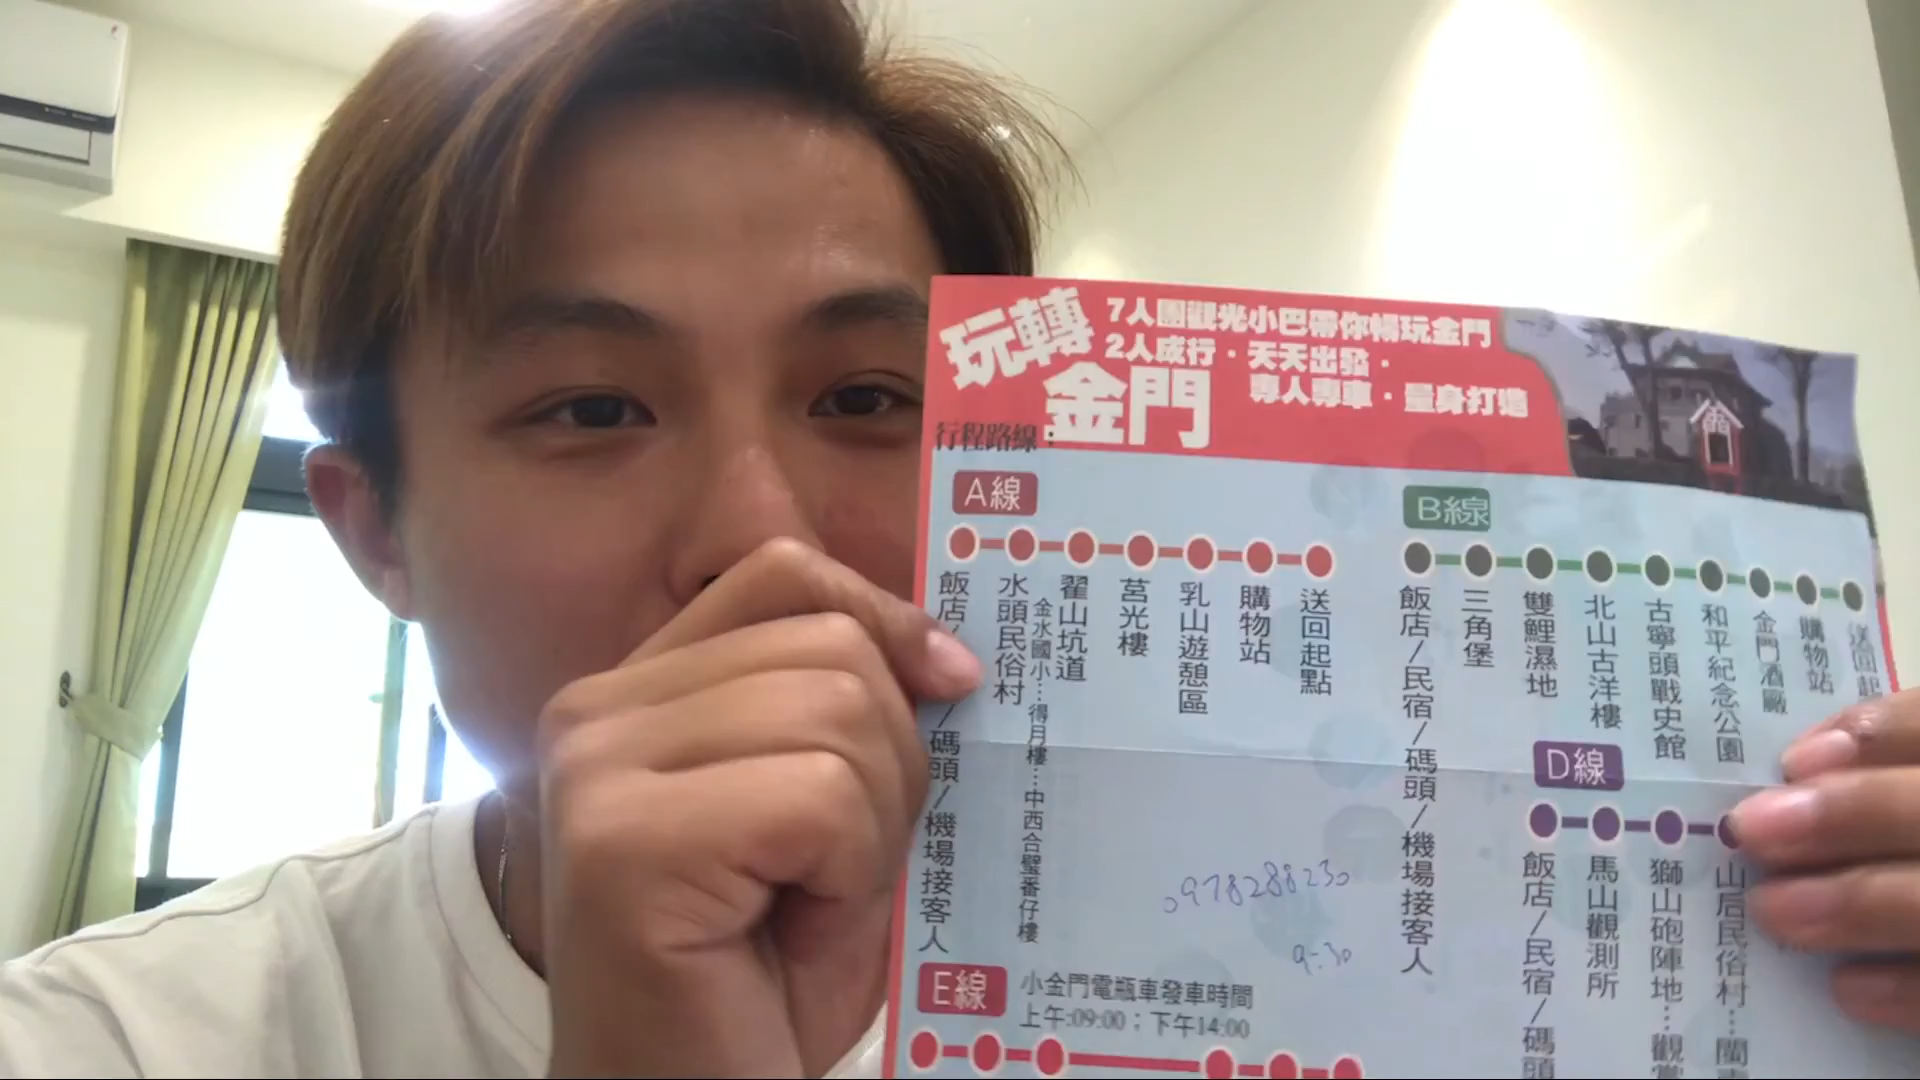 玩轉
金門
7人團觀光小巴帶你暢玩金門
2人成行・天天出發・
專人專車・量身打造
行程路線：
A線
飯店/
/碼頭/機場接客人
水頭民俗村
金水國小…得月樓…中西合璧番仔樓
翟山坑道
莒光樓
乳山遊憩區
購物站
送回起點
B線
飯店/民宿/碼頭/機場接客人
三角堡
雙鯉濕地
北山古洋樓
古寧頭戰史館
和平紀念公園
金門酒廠
購物站
送回起
D線
飯店/民宿/碼頭
馬山觀測所
獅山砲陣地…觀賞
山后民俗村…
0978288230
9:30
E線
小金門電瓶車發車時間
上午:09:00；下午14:00